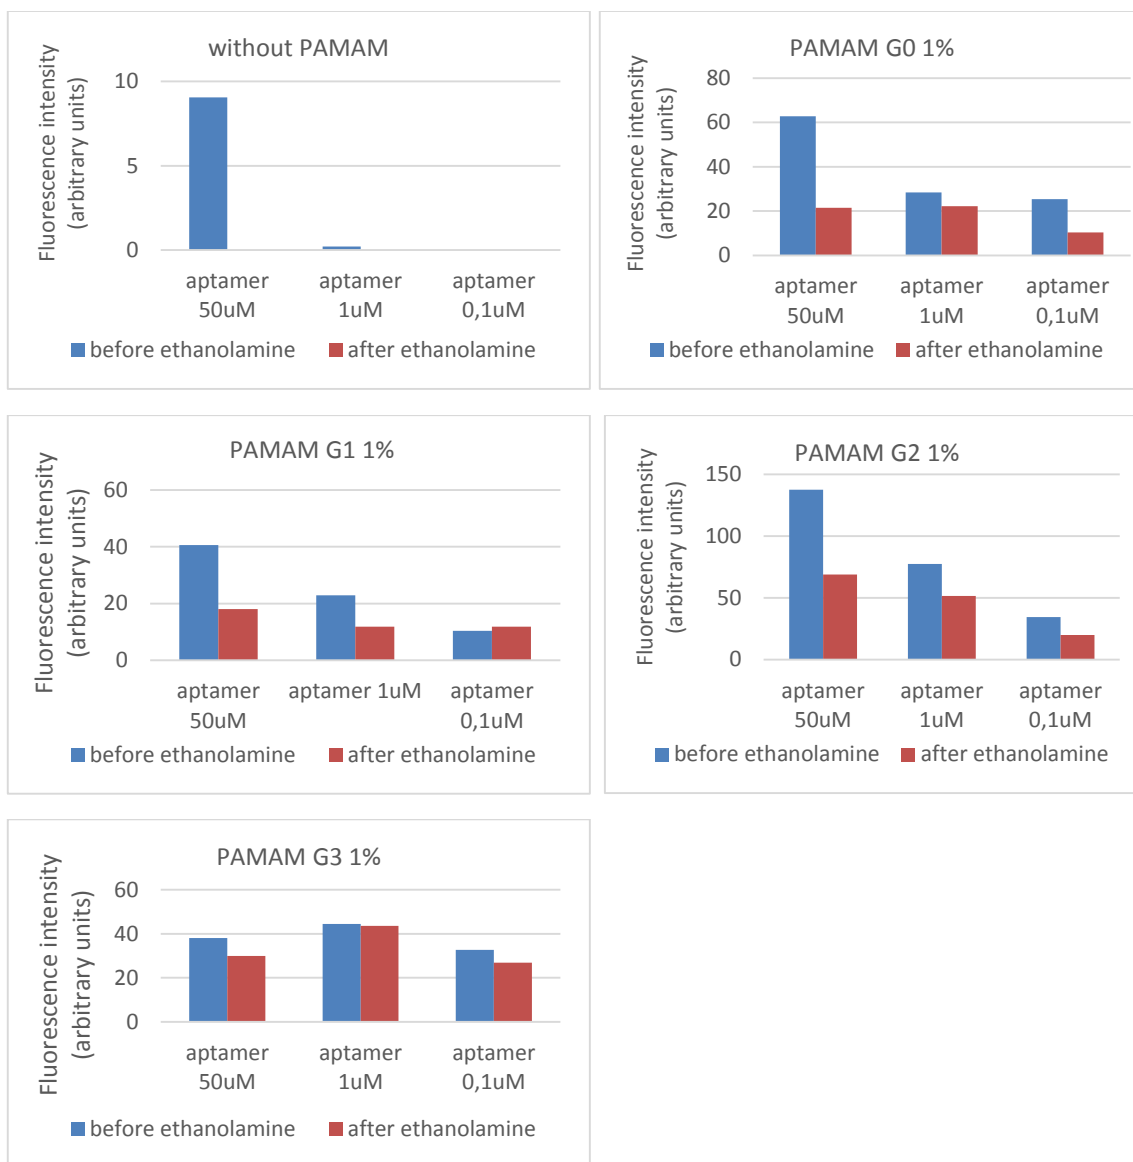 without PAMAM
Fluorescence intensity
(arbitrary units)
10
5
0
aptamer
50uM
aptamer
1uM
aptamer
0,1uM
before ethanolamine
after ethanolamine
PAMAM G0 1%
Fluorescence intensity
(arbitrary units)
80
60
40
20
0
aptamer
50uM
aptamer
1uM
aptamer
0,1uM
before ethanolamine
after ethanolamine
PAMAM G1 1%
Fluorescence intensity
(arbitrary units)
60
40
20
0
aptamer
50uM
aptamer 1uM
aptamer
0,1uM
before ethanolamine
after ethanolamine
PAMAM G2 1%
Fluorescence intensity
(arbitrary units)
150
100
50
0
aptamer
50uM
aptamer
1uM
aptamer
0,1uM
before ethanolamine
after ethanolamine
PAMAM G3 1%
Fluorescence intensity
(arbitrary units)
60
40
20
0
aptamer
50uM
aptamer
1uM
aptamer
0,1uM
before ethanolamine
after ethanolamine